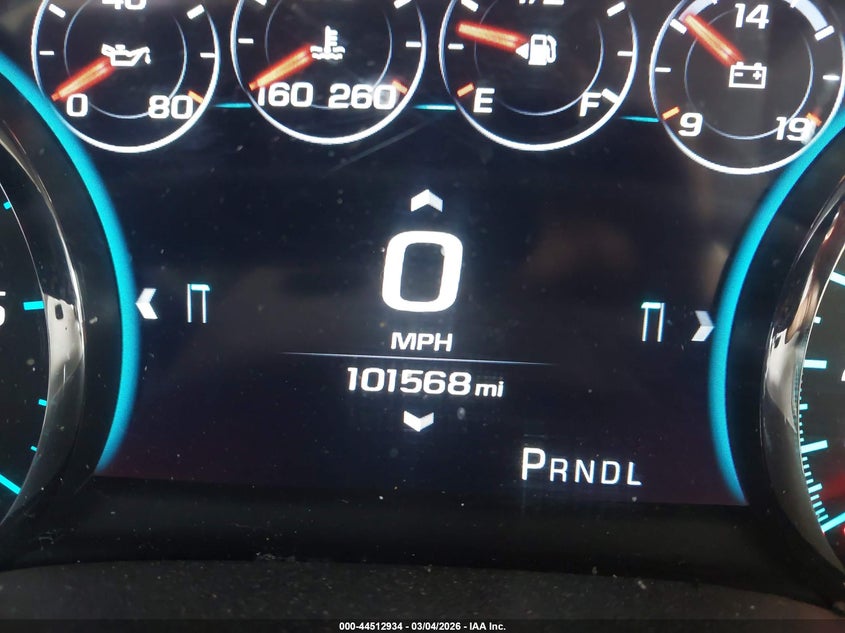 14
0 80
160 260
E F
9 19
0
MPH
101568 mi
PRNDL
000-44512934 - 03/04/2026 - IAA Inc.